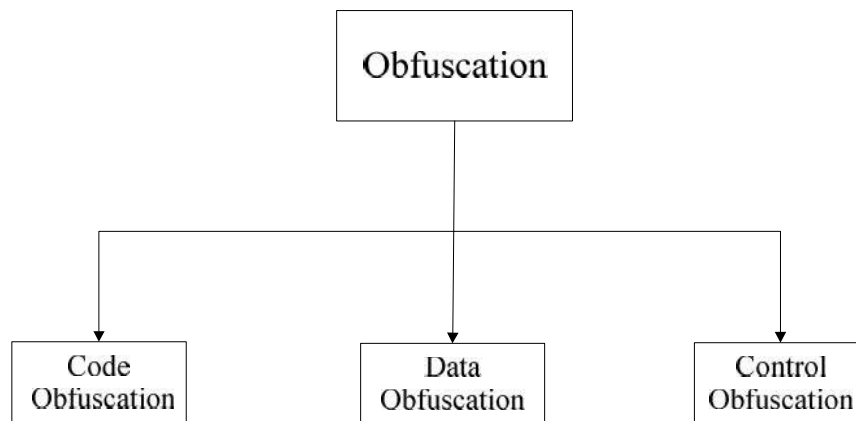 Obfuscation
Code
Obfuscation
Data
Obfuscation
Control
Obfuscation